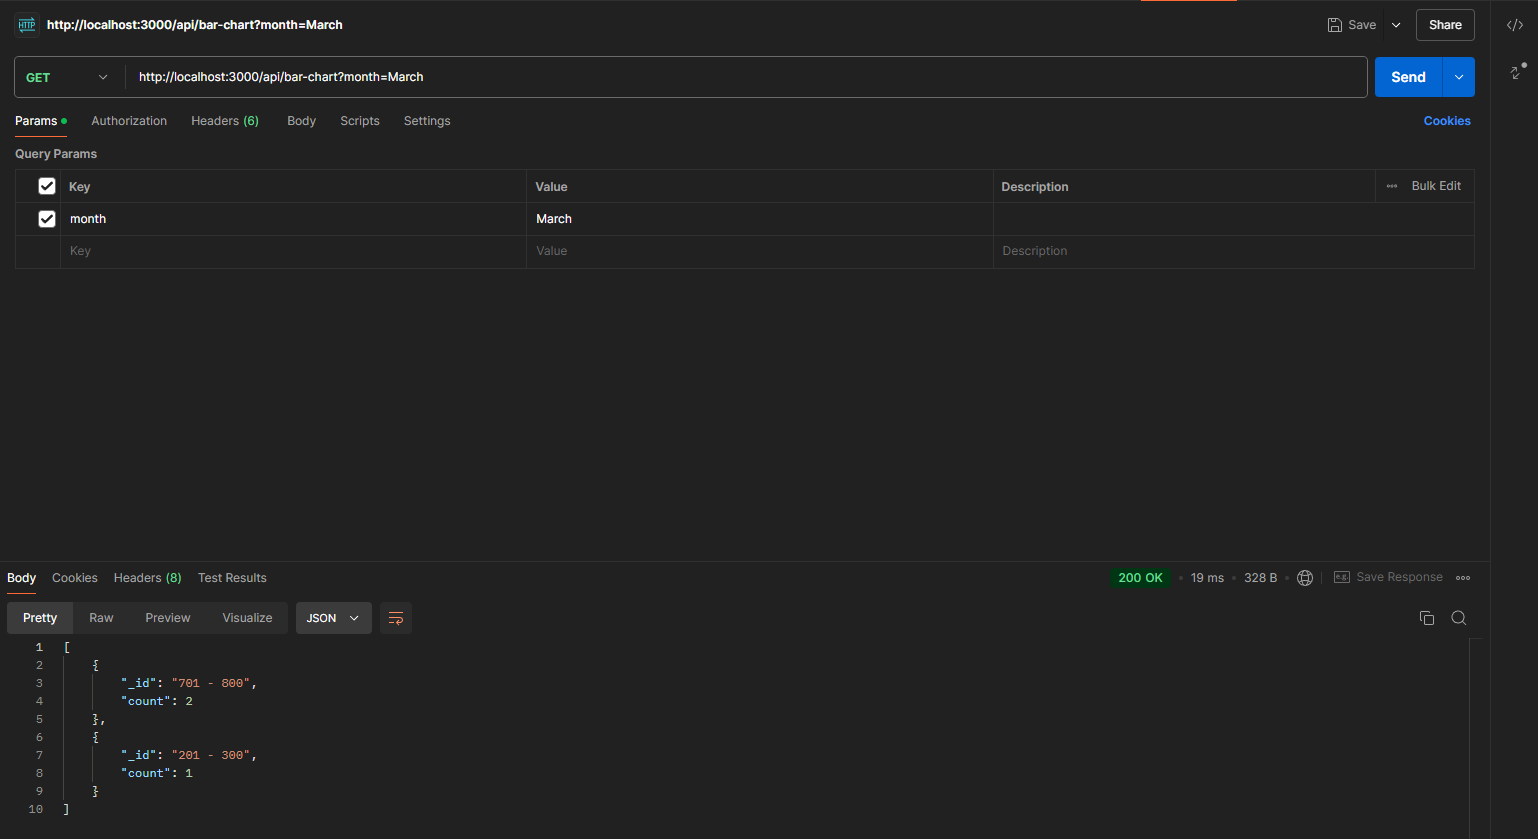 HTTP http://localhost:3000/api/bar-chart?month=March Save Share
GET http://localhost:3000/api/bar-chart?month=March Send
Params Authorization Headers (6) Body Scripts Settings Cookies
Query Params
Key Value Description Bulk Edit
month March
Key Value Description
Body Cookies Headers (8) Test Results 200 OK 19 ms 328 B e.g. Save Response
Pretty Raw Preview Visualize JSON
1 [
2 {
3 "_id": "701 - 800",
4 "count": 2
5 },
6 {
7 "_id": "201 - 300",
8 "count": 1
9 }
10 ]